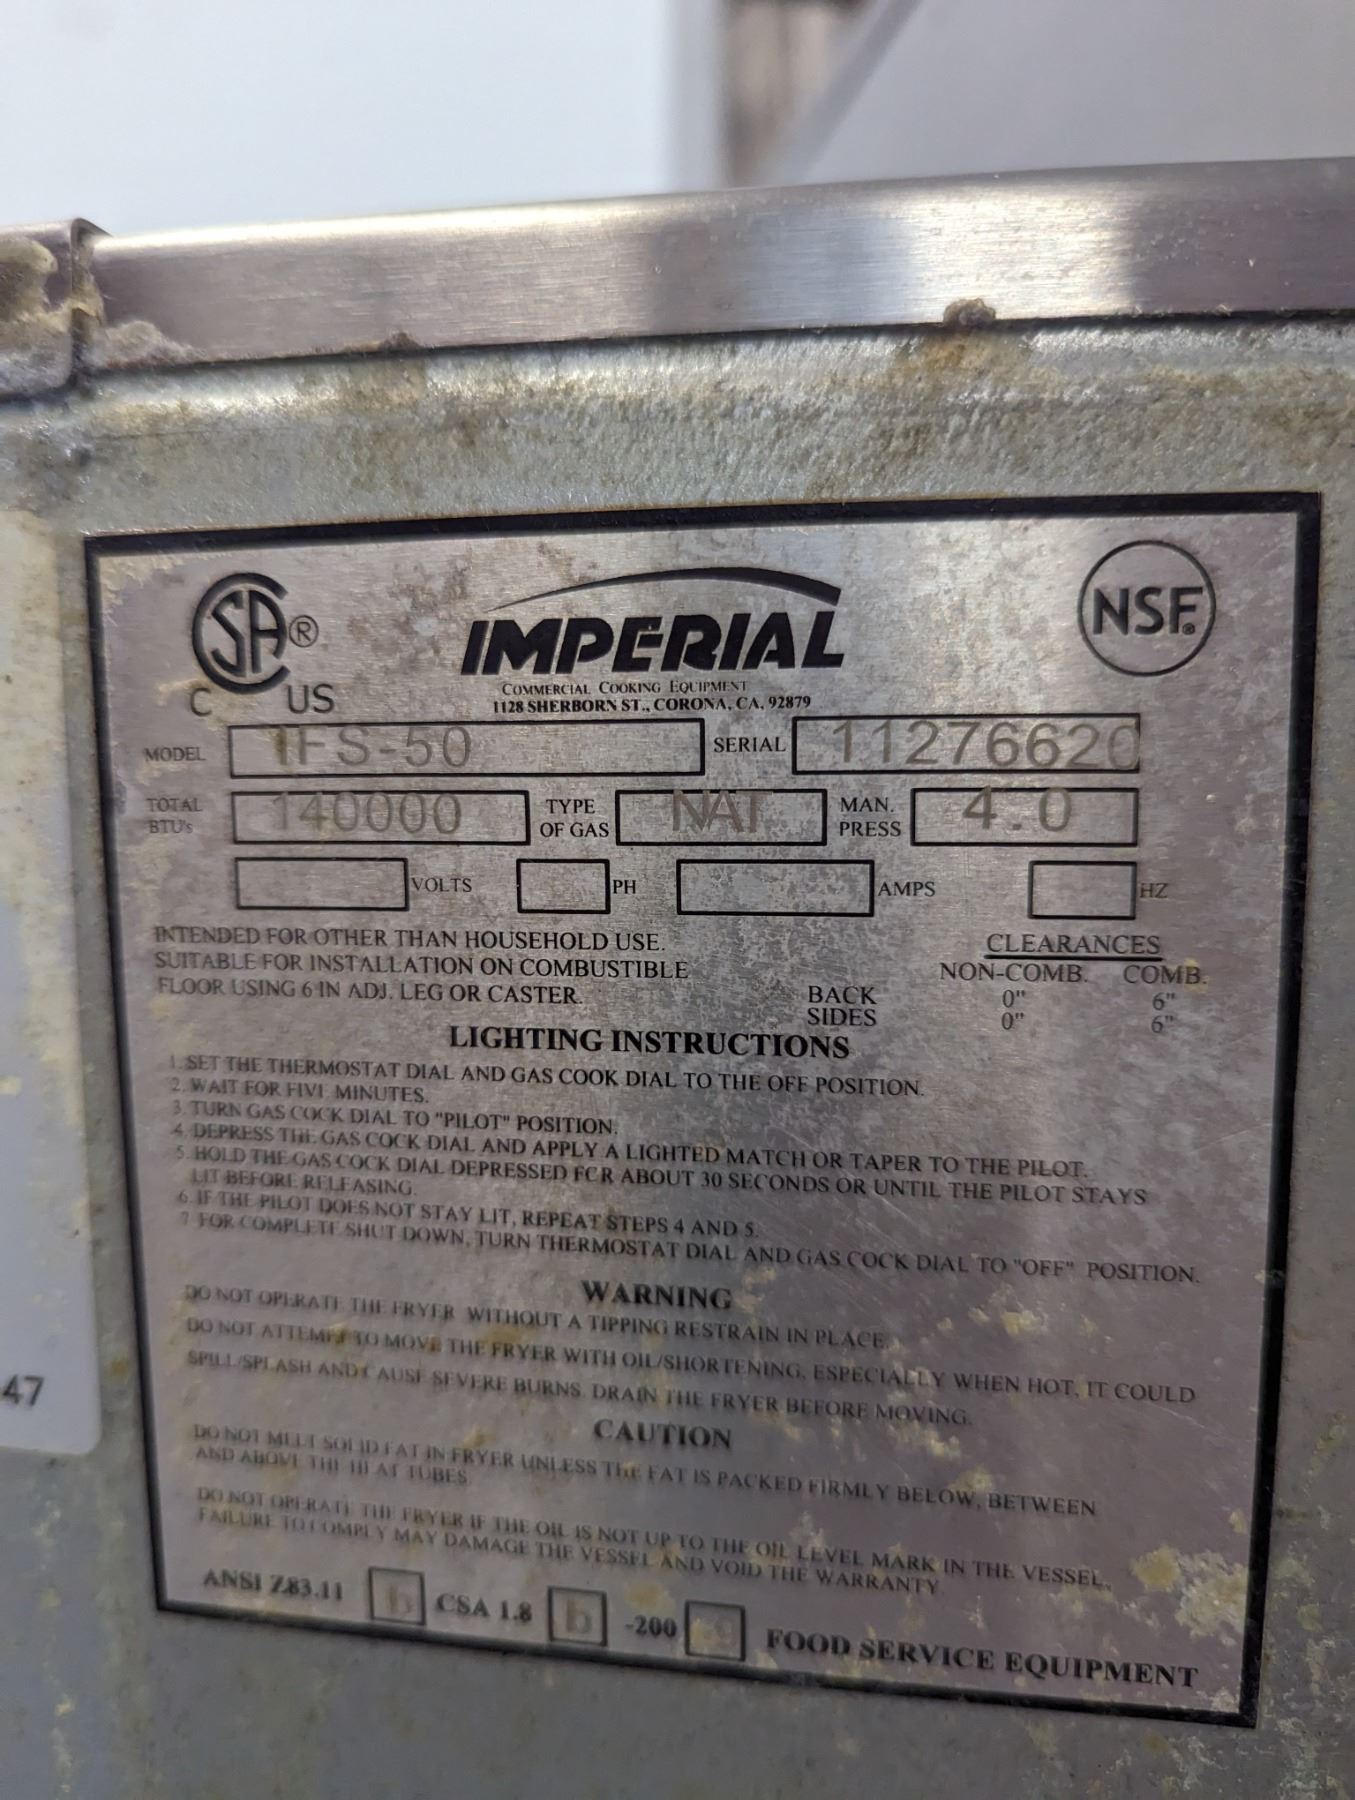 CSA®
C US
IMPERIAL
COMMERCIAL COOKING EQUIPMENT
1128 SHERBORN ST., CORONA, CA, 92879
NSF®
MODEL IFS-50 SERIAL 11276620
TOTAL BTU's 140000 TYPE OF GAS NAT MAN. PRESS 4.0
VOLTS PH AMPS HZ
INTENDED FOR OTHER THAN HOUSEHOLD USE.
SUITABLE FOR INSTALLATION ON COMBUSTIBLE
FLOOR USING 6 IN ADJ. LEG OR CASTER.
CLEARANCES
NON-COMB. COMB.
BACK 0" 6"
SIDES 0" 6"
LIGHTING INSTRUCTIONS
1. SET THE THERMOSTAT DIAL AND GAS COOK DIAL TO THE OFF POSITION.
2. WAIT FOR FIVE MINUTES.
3. TURN GAS COCK DIAL TO "PILOT" POSITION.
4. DEPRESS THE GAS COCK DIAL AND APPLY A LIGHTED MATCH OR TAPER TO THE PILOT.
5. HOLD THE GAS COCK DIAL DEPRESSED FOR ABOUT 30 SECONDS OR UNTIL THE PILOT STAYS
LIT BEFORE RELEASING.
6. IF THE PILOT DOES NOT STAY LIT, REPEAT STEPS 4 AND 5.
7. FOR COMPLETE SHUT DOWN, TURN THERMOSTAT DIAL AND GAS COCK DIAL TO "OFF" POSITION.
WARNING
DO NOT OPERATE THE FRYER WITHOUT A TIPPING RESTRAIN IN PLACE.
DO NOT ATTEMPT TO MOVE THE FRYER WITH OIL/SHORTENING, ESPECIALLY WHEN HOT, IT COULD
SPILL/SPLASH AND CAUSE SEVERE BURNS. DRAIN THE FRYER BEFORE MOVING.
CAUTION
DO NOT MELT SOLID FAT IN FRYER UNLESS THE FAT IS PACKED FIRMLY BELOW, BETWEEN
AND ABOVE THE HEAT TUBES
DO NOT OPERATE THE FRYER IF THE OIL IS NOT UP TO THE OIL LEVEL MARK IN THE VESSEL,
FAILURE TO COMPLY MAY DAMAGE THE VESSEL AND VOID THE WARRANTY
ANSI Z83.11 b CSA 1.8 b -200 9 FOOD SERVICE EQUIPMENT
47